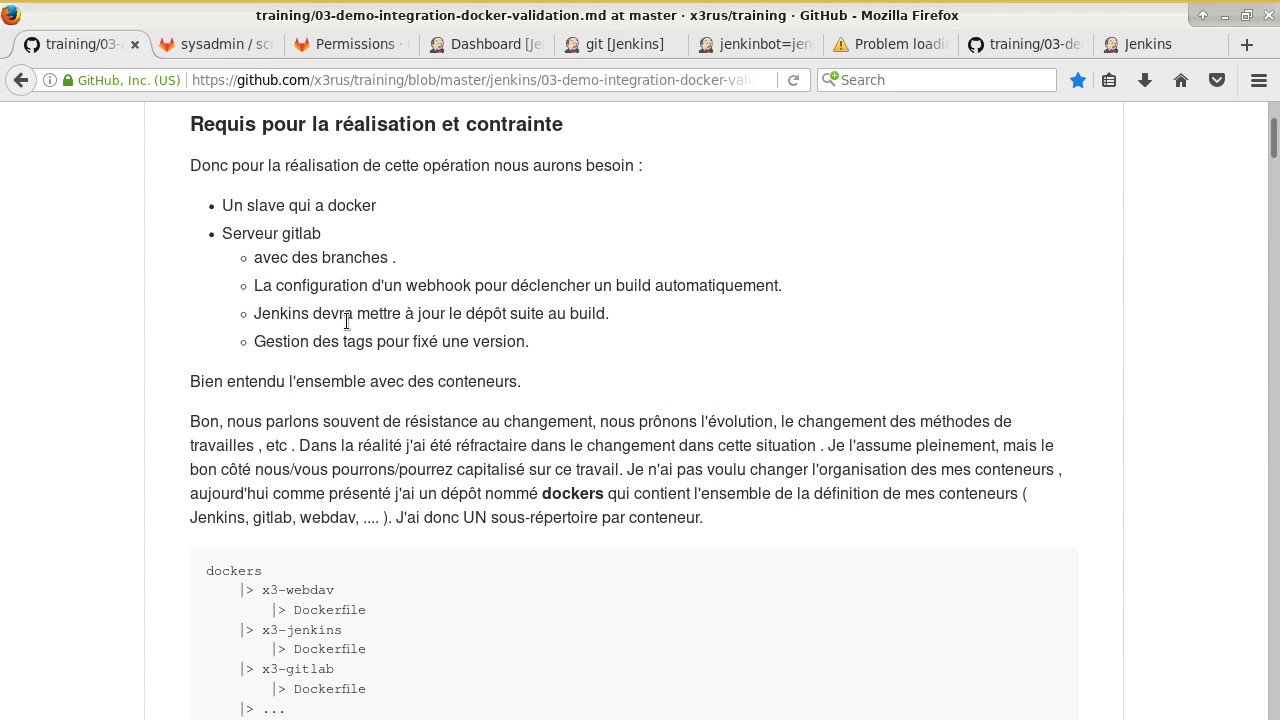 training/03-demo-integration-docker-validation.md at master · x3rus/training · GitHub - Mozilla Firefox
training/03- sysadmin / scr Permissions · Dashboard [Je git [Jenkins] jenkinbot=jen Problem loadi training/03-de Jenkins
GitHub, Inc. (US) https://github.com/x3rus/training/blob/master/jenkins/03-demo-integration-docker-vali Search
Requis pour la réalisation et contrainte
Donc pour la réalisation de cette opération nous aurons besoin :
• Un slave qui a docker
• Serveur gitlab
○ avec des branches .
○ La configuration d'un webhook pour déclencher un build automatiquement.
○ Jenkins devra mettre à jour le dépôt suite au build.
○ Gestion des tags pour fixé une version.
Bien entendu l'ensemble avec des conteneurs.
Bon, nous parlons souvent de résistance au changement, nous prônons l'évolution, le changement des méthodes de
travailles , etc . Dans la réalité j'ai été réfractaire dans le changement dans cette situation . Je l'assume pleinement, mais le
bon côté nous/vous pourrons/pourrez capitalisé sur ce travail. Je n'ai pas voulu changer l'organisation des mes conteneurs ,
aujourd'hui comme présenté j'ai un dépôt nommé dockers qui contient l'ensemble de la définition de mes conteneurs (
Jenkins, gitlab, webdav, .... ). J'ai donc UN sous-répertoire par conteneur.
dockers
|> x3-webdav
|> Dockerfile
|> x3-jenkins
|> Dockerfile
|> x3-gitlab
|> Dockerfile
|> ...